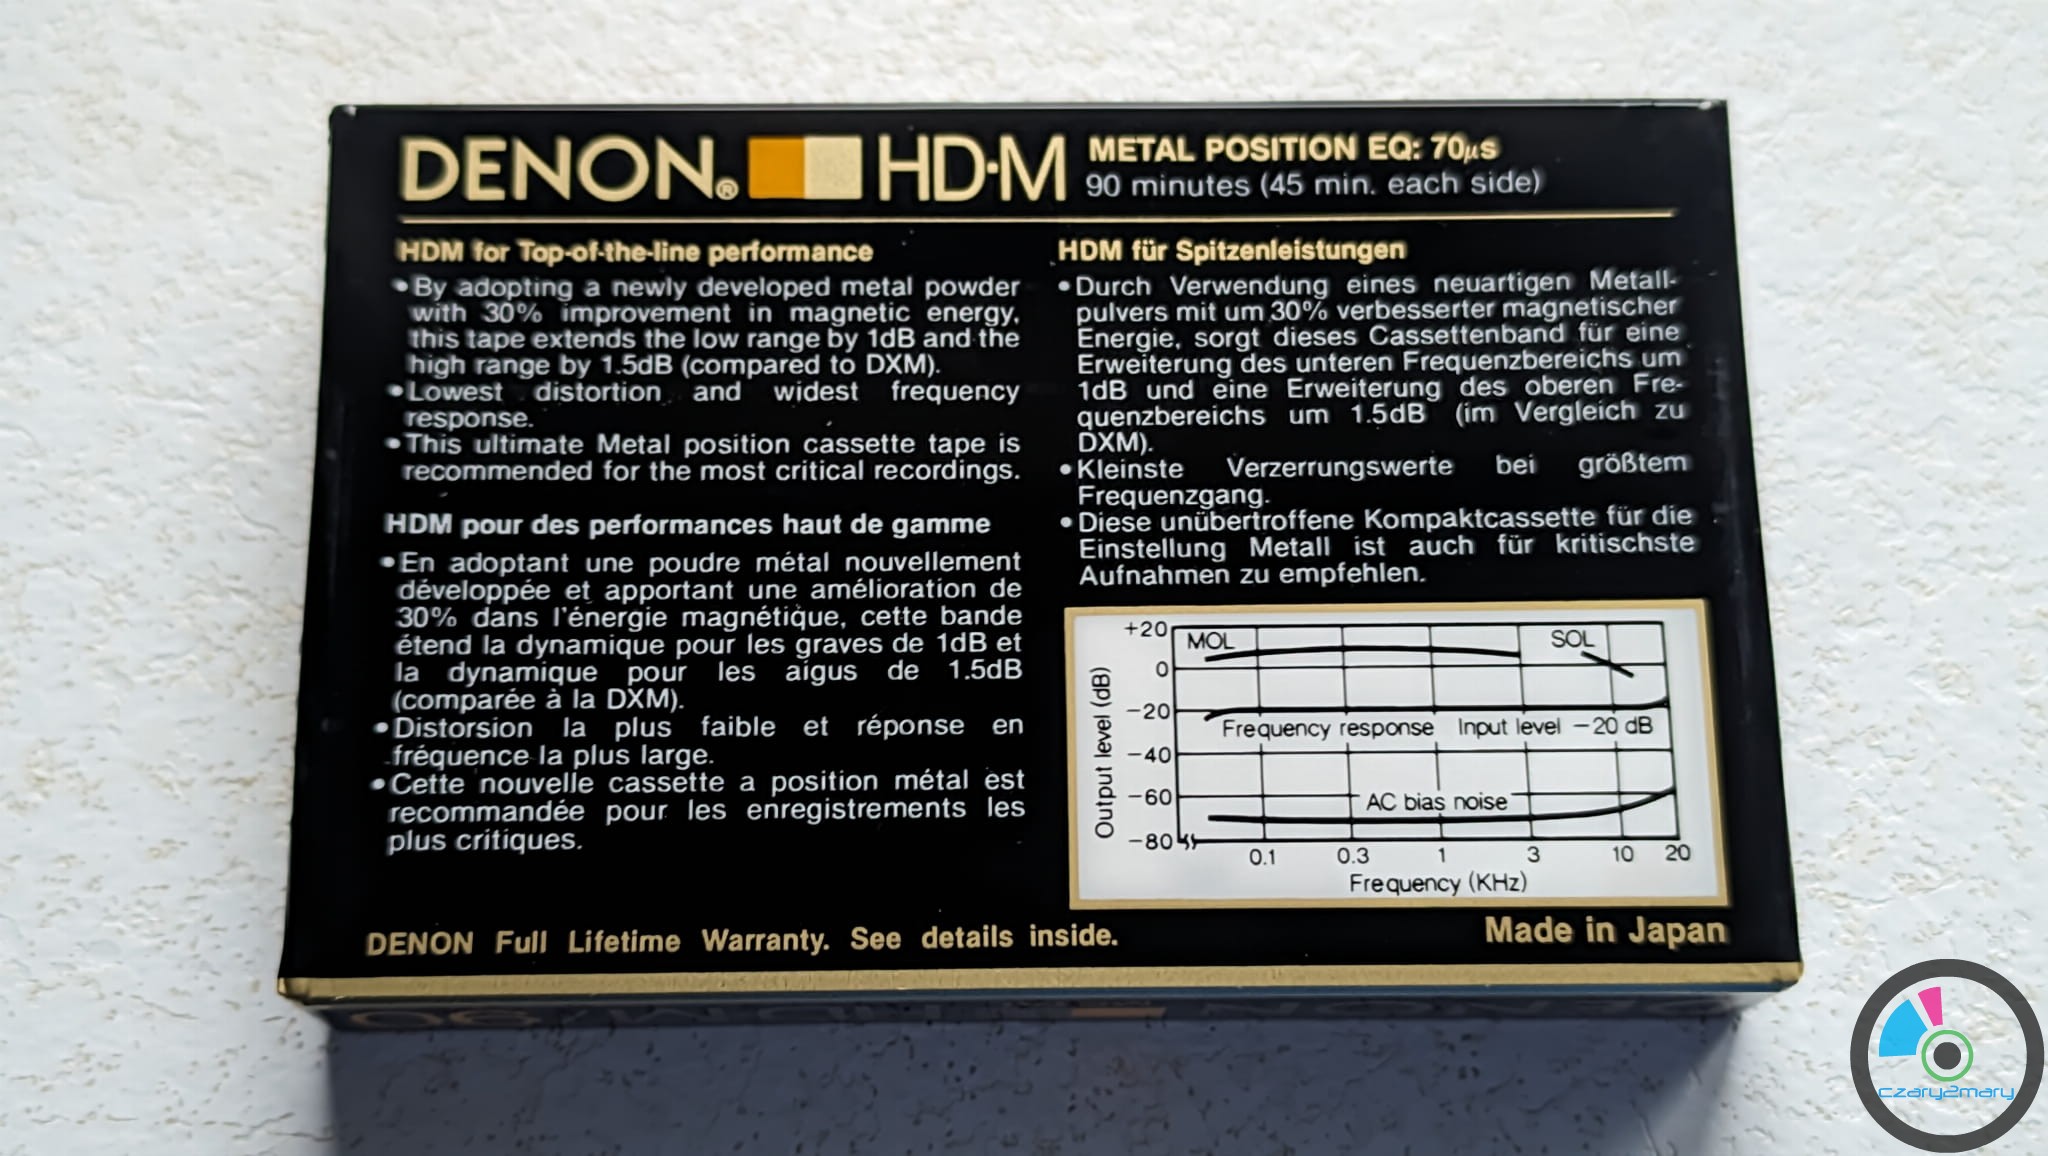 DENON® HD·M METAL POSITION EQ: 70μs
90 minutes (45 min. each side)
HDM for Top-of-the-line performance
•By adopting a newly developed metal powder
with 30% improvement in magnetic energy,
this tape extends the low range by 1dB and the
high range by 1.5dB (compared to DXM).
•Lowest distortion and widest frequency
response.
•This ultimate Metal position cassette tape is
recommended for the most critical recordings.
HDM pour des performances haut de gamme
•En adoptant une poudre métal nouvellement
développée et apportant une amélioration de
30% dans l'énergie magnétique, cette bande
étend la dynamique pour les graves de 1dB et
la dynamique pour les aigus de 1.5dB
(comparée à la DXM).
•Distorsion la plus faible et réponse en
fréquence la plus large.
•Cette nouvelle cassette a position métal est
recommandée pour les enregistrements les
plus critiques.
HDM für Spitzenleistungen
•Durch Verwendung eines neuartigen Metall-
pulvers mit um 30% verbesserter magnetischer
Energie, sorgt dieses Cassettenband für eine
Erweiterung des unteren Frequenzbereichs um
1dB und eine Erweiterung des oberen Fre-
quenzbereichs um 1.5dB (im Vergleich zu
DXM).
•Kleinste Verzerrungswerte bei größtem
Frequenzgang.
•Diese unübertroffene Kompaktcassette für die
Einstellung Metall ist auch für kritischste
Aufnahmen zu empfehlen.
Output level (dB)
+20
0
−20
−40
−60
−80
MOL
SOL
Frequency response Input level −20 dB
AC bias noise
0.1 0.3 1 3 10 20
Frequency (KHz)
DENON Full Lifetime Warranty. See details inside.
Made in Japan
czary2mary